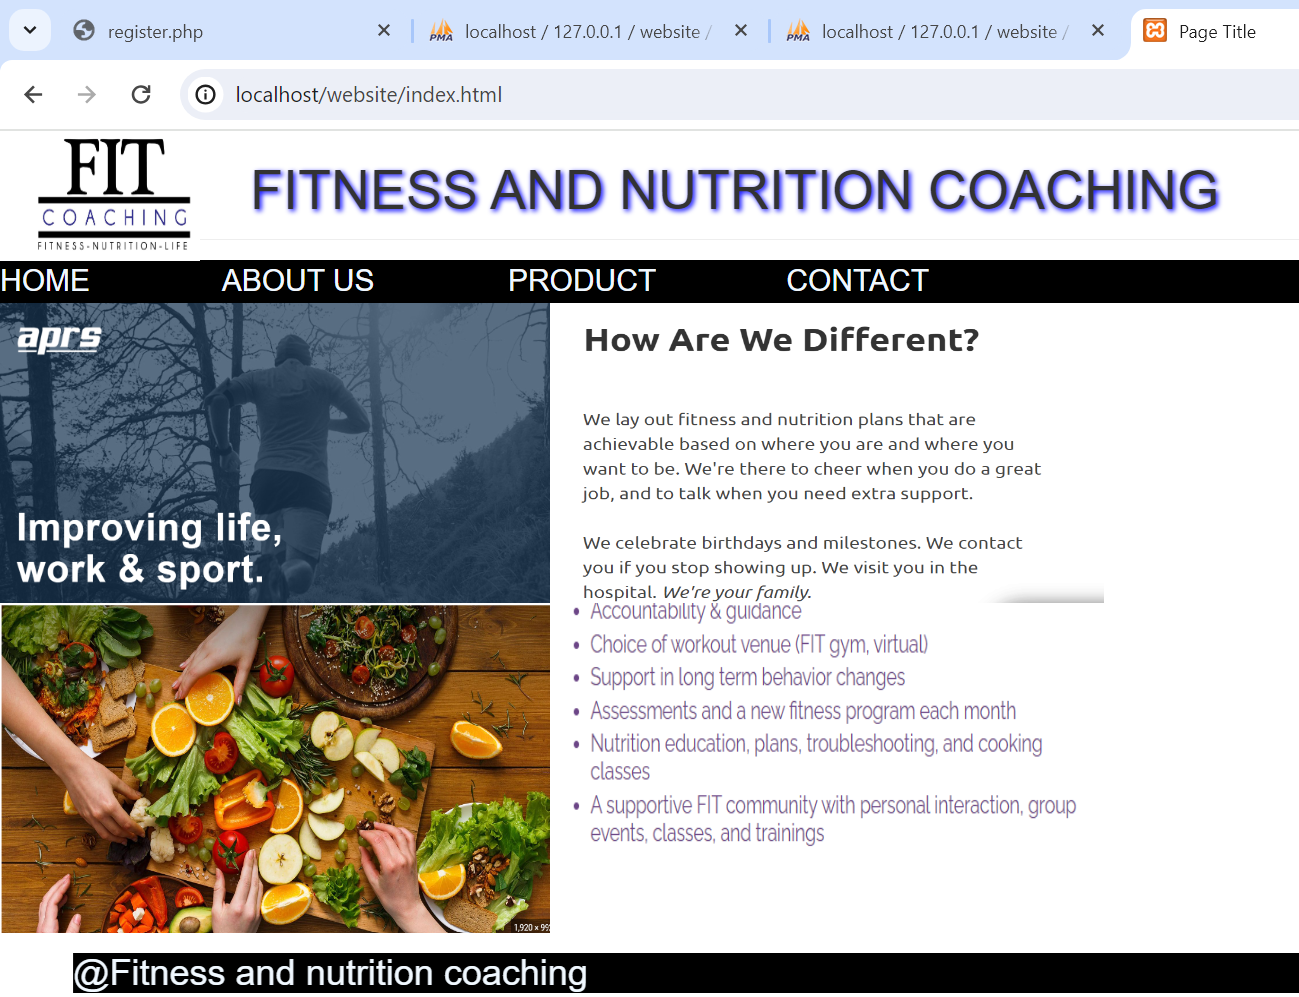 register.php
localhost / 127.0.0.1 / website /
localhost / 127.0.0.1 / website /
Page Title
localhost/website/index.html
FIT
COACHING
FITNESS-NUTRITION-LIFE
FITNESS AND NUTRITION COACHING
HOME
ABOUT US
PRODUCT
CONTACT
aprs
Improving life,
work & sport.
How Are We Different?
We lay out fitness and nutrition plans that are
achievable based on where you are and where you
want to be. We're there to cheer when you do a great
job, and to talk when you need extra support.
We celebrate birthdays and milestones. We contact
you if you stop showing up. We visit you in the
hospital. We're your family.
• Accountability & guidance
• Choice of workout venue (FIT gym, virtual)
• Support in long term behavior changes
• Assessments and a new fitness program each month
• Nutrition education, plans, troubleshooting, and cooking
classes
• A supportive FIT community with personal interaction, group
events, classes, and trainings
1,920 × 99
@Fitness and nutrition coaching